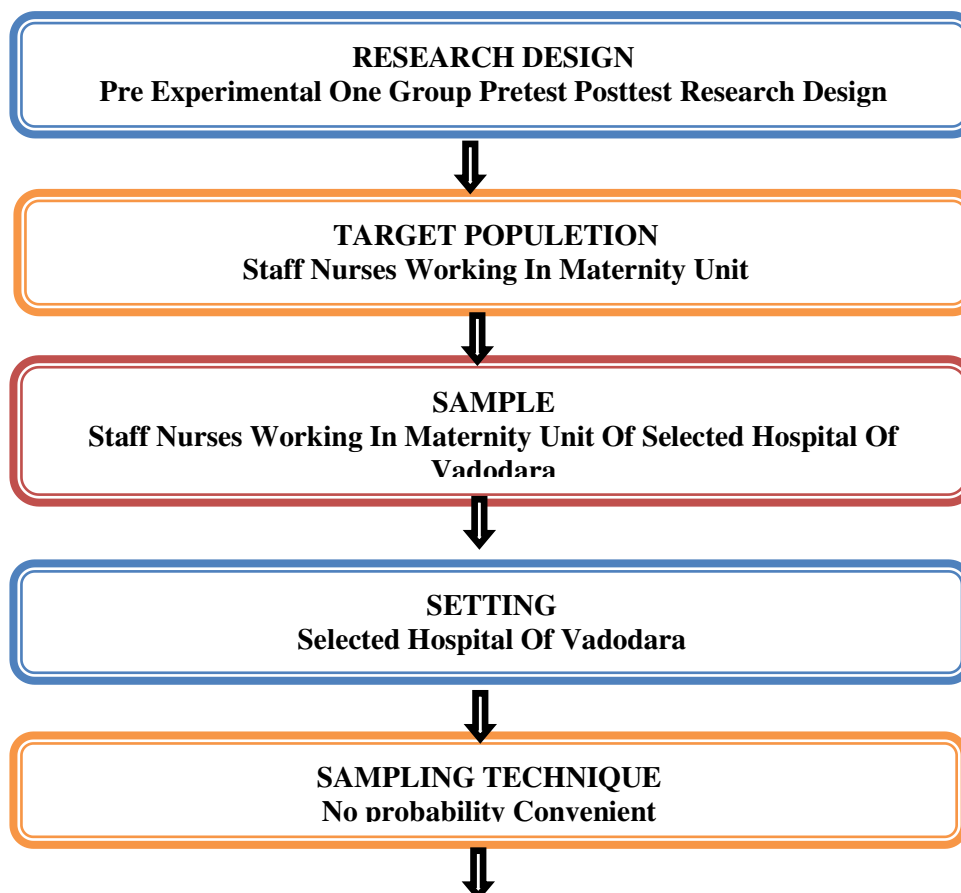 RESEARCH DESIGN
Pre Experimental One Group Pretest Posttest Research Design
TARGET POPULETION
Staff Nurses Working In Maternity Unit
SAMPLE
Staff Nurses Working In Maternity Unit Of Selected Hospital Of
Vadodara
SETTING
Selected Hospital Of Vadodara
SAMPLING TECHNIQUE
No probability Convenient